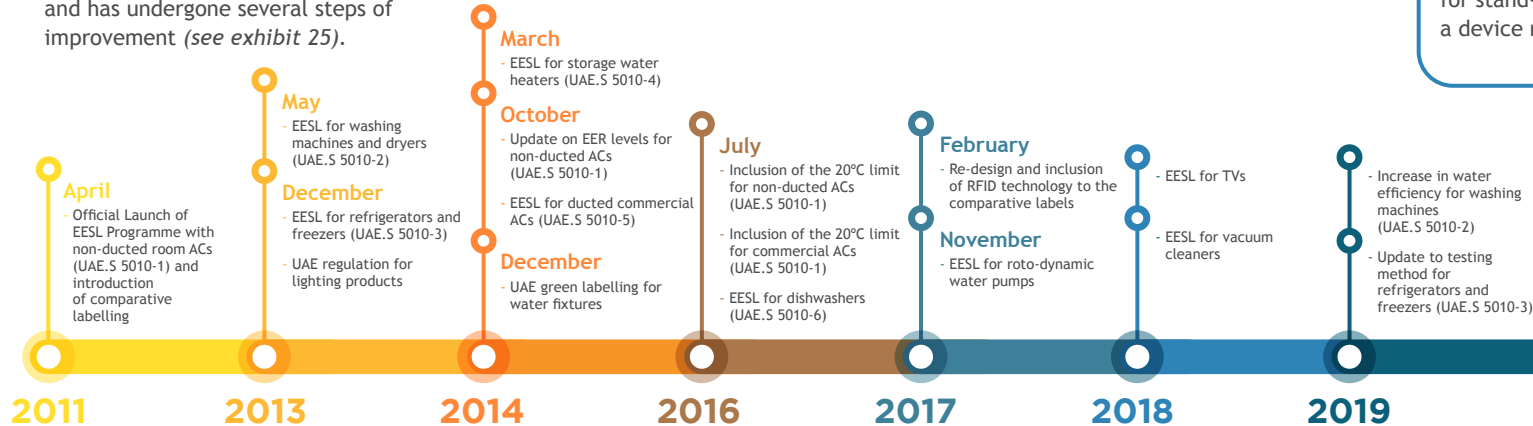 and has undergone several steps of
improvement (see exhibit 25).
for stand-
a device
April
- Official Launch of
EESL Programme with
non-ducted room ACs
(UAE.S 5010-1) and
introduction
of comparative
labelling
May
- EESL for washing
machines and dryers
(UAE.S 5010-2)
December
- EESL for refrigerators and
freezers (UAE.S 5010-3)
- UAE regulation for
lighting products
March
- EESL for storage water
heaters (UAE.S 5010-4)
October
- Update on EER levels for
non-ducted ACs
(UAE.S 5010-1)
- EESL for ducted commercial
ACs (UAE.S 5010-5)
December
- UAE green labelling for
water fixtures
July
- Inclusion of the 20ºC limit
for non-ducted ACs
(UAE.S 5010-1)
- Inclusion of the 20ºC limit
for commercial ACs
(UAE.S 5010-1)
- EESL for dishwashers
(UAE.S 5010-6)
February
- Re-design and inclusion
of RFID technology to the
comparative labels
November
- EESL for roto-dynamic
water pumps
- EESL for TVs
- EESL for vacuum
cleaners
- Increase in water
efficiency for washing
machines
(UAE.S 5010-2)
- Update to testing
method for
refrigerators and
freezers (UAE.S 5010-3)
2011
2013
2014
2016
2017
2018
2019